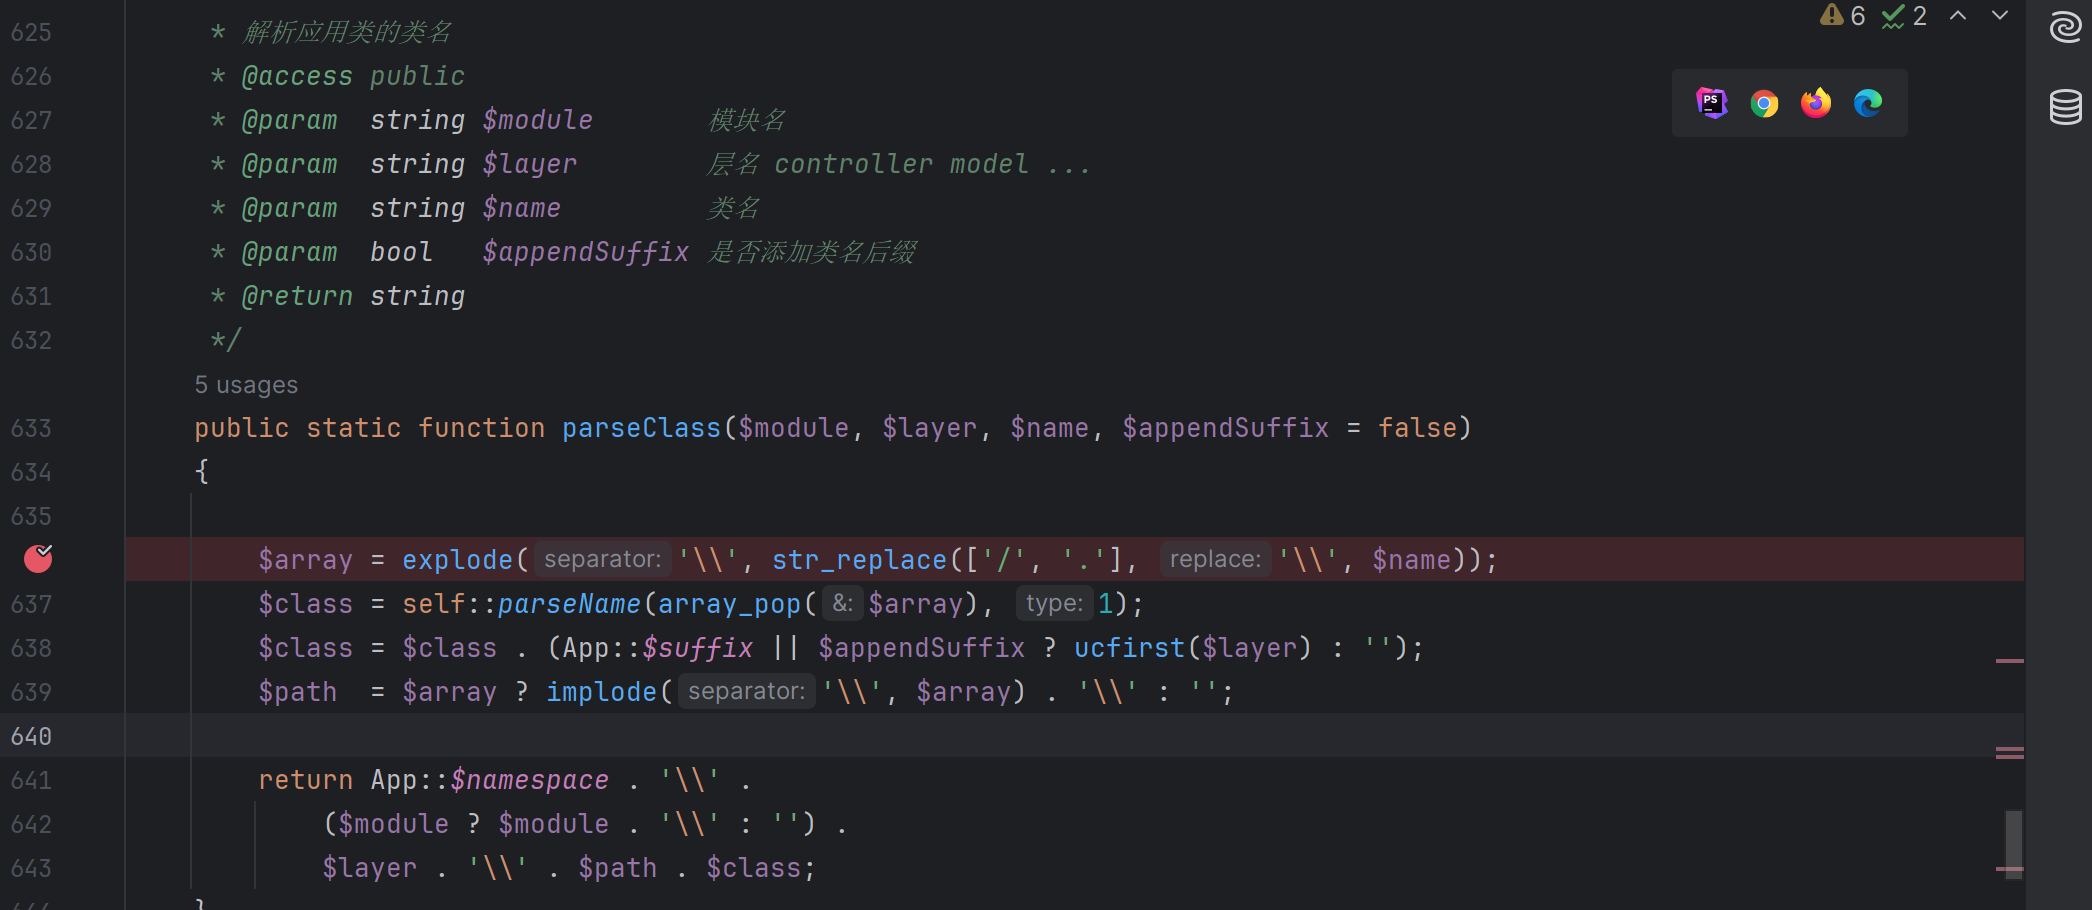 6 2
625 * 解析应用类的类名
626 * @access public
PS
627 * @param string $module 模块名
628 * @param string $layer 层名 controller model ...
629 * @param string $name 类名
630 * @param bool $appendSuffix 是否添加类名后缀
631 * @return string
632 */
5 usages
633 public static function parseClass($module, $layer, $name, $appendSuffix = false)
634 {
635
$array = explode( separator: '\\', str_replace(['/', '.'], replace: '\\', $name));
637 $class = self::parseName(array_pop( &: $array), type: 1);
638 $class = $class . (App::$suffix || $appendSuffix ? ucfirst($layer) : '');
639 $path = $array ? implode( separator: '\\', $array) . '\\' : '';
640
641 return App::$namespace . '\\' .
642 ($module ? $module . '\\' : '') .
643 $layer . '\\' . $path . $class;